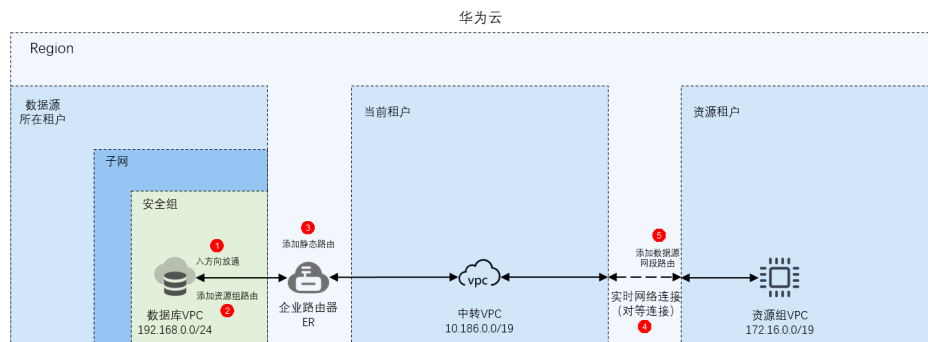 华为云
Region
数据源
所在租户
当前租户
资源租户
子网
安全组
1
入方向放通
添加资源组路由
2
数据库VPC
192.168.0.0/24
3
添加静态路由
企业路由器
ER
vpc
中转VPC
10.186.0.0/19
5
添加数据源
网段路由
实时网络连接
（对等连接）
4
资源组VPC
172.16.0.0/19